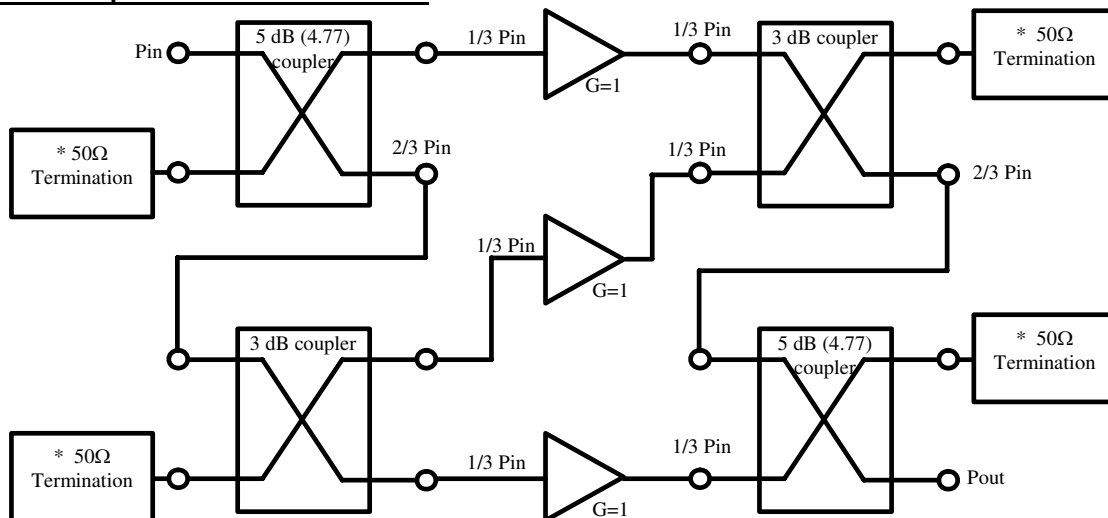 Pin
5 dB (4.77)
coupler
1/3 Pin
G=1
1/3 Pin
3 dB coupler
* 50Ω
Termination
* 50Ω
Termination
2/3 Pin
1/3 Pin
2/3 Pin
1/3 Pin
G=1
3 dB coupler
5 dB (4.77)
coupler
* 50Ω
Termination
* 50Ω
Termination
1/3 Pin
G=1
1/3 Pin
Pout